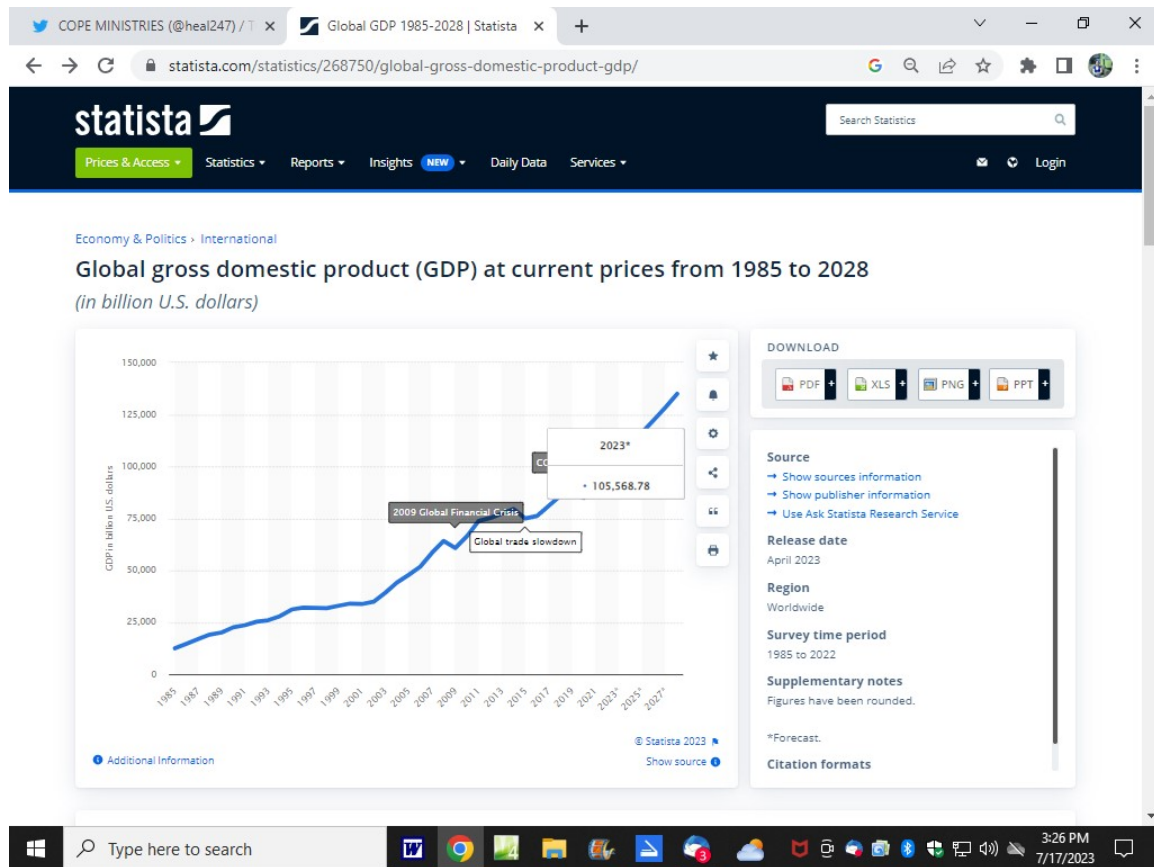 COPE MINISTRIES (@heal247) / T
Global GDP 1985-2028 | Statista
statista.com/statistics/268750/global-gross-domestic-product-gdp/
statista
Search Statistics
Prices & Access Statistics Reports Insights NEW Daily Data Services Login
Economy & Politics › International
Global gross domestic product (GDP) at current prices from 1985 to 2028
(in billion U.S. dollars)
150,000
125,000
100,000
75,000
50,000
25,000
0
GDP in billion U.S. dollars
2023*
• 105,568.78
2009 Global Financial Crisis
Global trade slowdown
1985 1987 1989 1991 1993 1995 1997 1999 2001 2003 2005 2007 2009 2011 2013 2015 2017 2019 2021 2023* 2025* 2027*
© Statista 2023
Additional Information
Show source
DOWNLOAD
PDF + XLS + PNG + PPT +
Source
→ Show sources information
→ Show publisher information
→ Use Ask Statista Research Service
Release date
April 2023
Region
Worldwide
Survey time period
1985 to 2022
Supplementary notes
Figures have been rounded.
*Forecast.
Citation formats
Type here to search
3:26 PM
7/17/2023